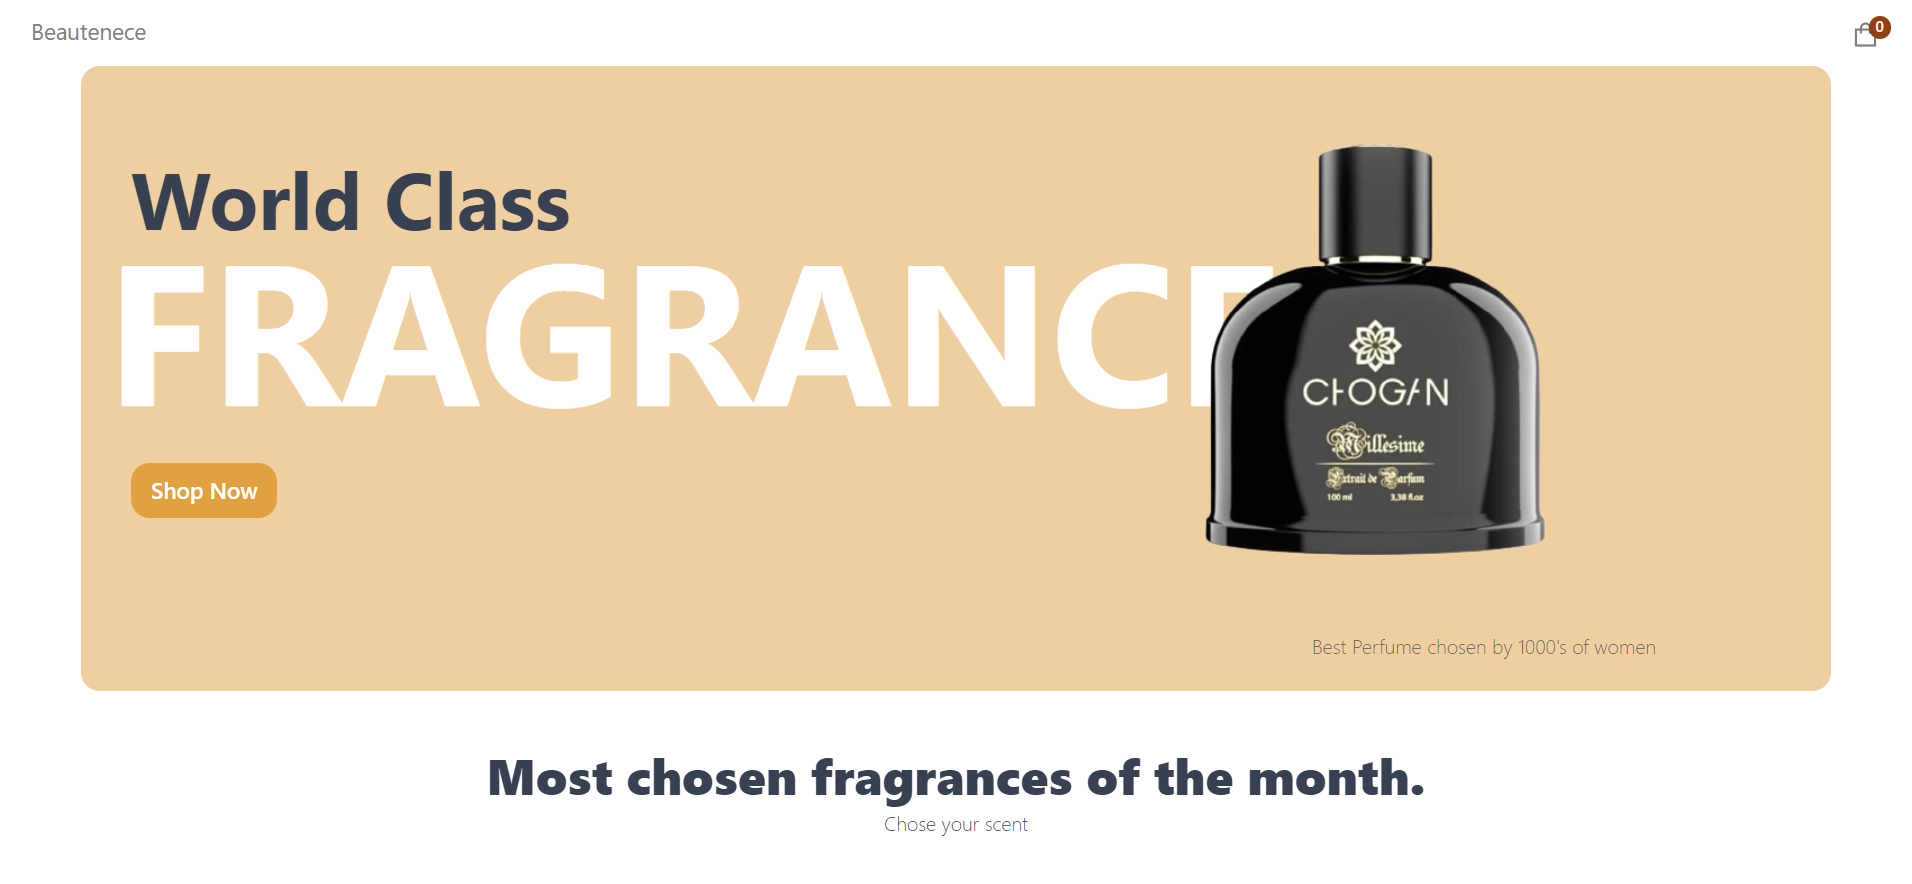 Beautenece
0
World Class
FRAGRANCE
CHOGAN
Millesime
Extrait de Parfum
100 ml 3,38 fl.oz
Shop Now
Best Perfume chosen by 1000's of women
Most chosen fragrances of the month.
Chose your scent